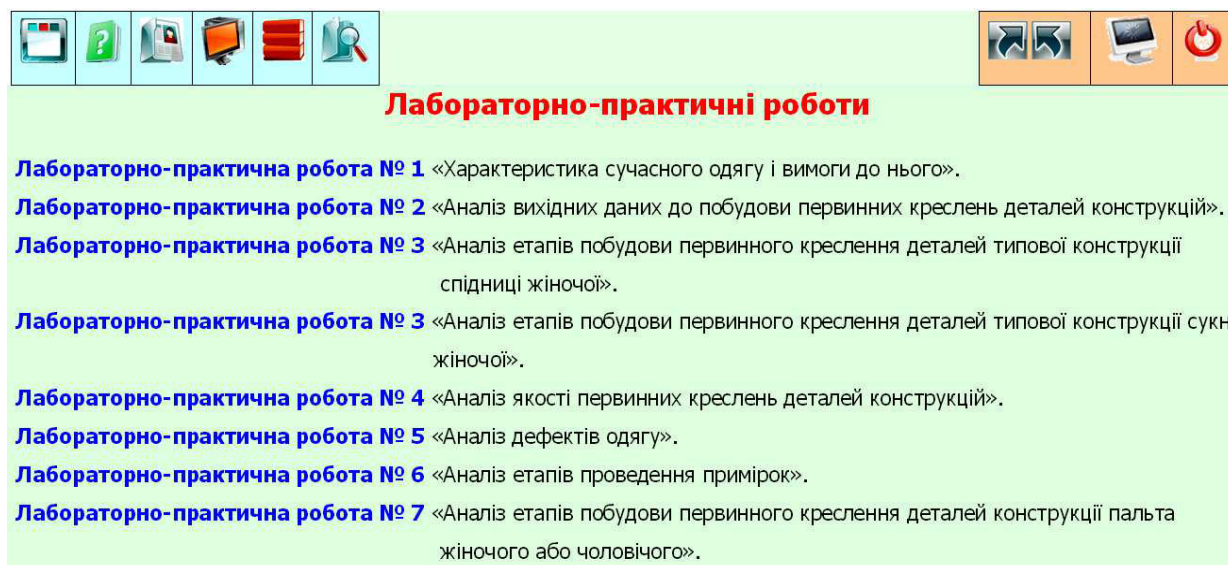 Лабораторно-практичні роботи
Лабораторно-практична робота № 1 «Характеристика сучасного одягу і вимоги до нього».
Лабораторно-практична робота № 2 «Аналіз вихідних даних до побудови первинних креслень деталей конструкцій».
Лабораторно-практична робота № 3 «Аналіз етапів побудови первинного креслення деталей типової конструкції
спідниці жіночої».
Лабораторно-практична робота № 3 «Аналіз етапів побудови первинного креслення деталей типової конструкції
жіночої».
Лабораторно-практична робота № 4 «Аналіз якості первинних креслень деталей конструкцій».
Лабораторно-практична робота № 5 «Аналіз дефектів одягу».
Лабораторно-практична робота № 6 «Аналіз етапів проведення примірок».
Лабораторно-практична робота № 7 «Аналіз етапів побудови первинного креслення деталей конструкції пальта
жіночого або чоловічого».